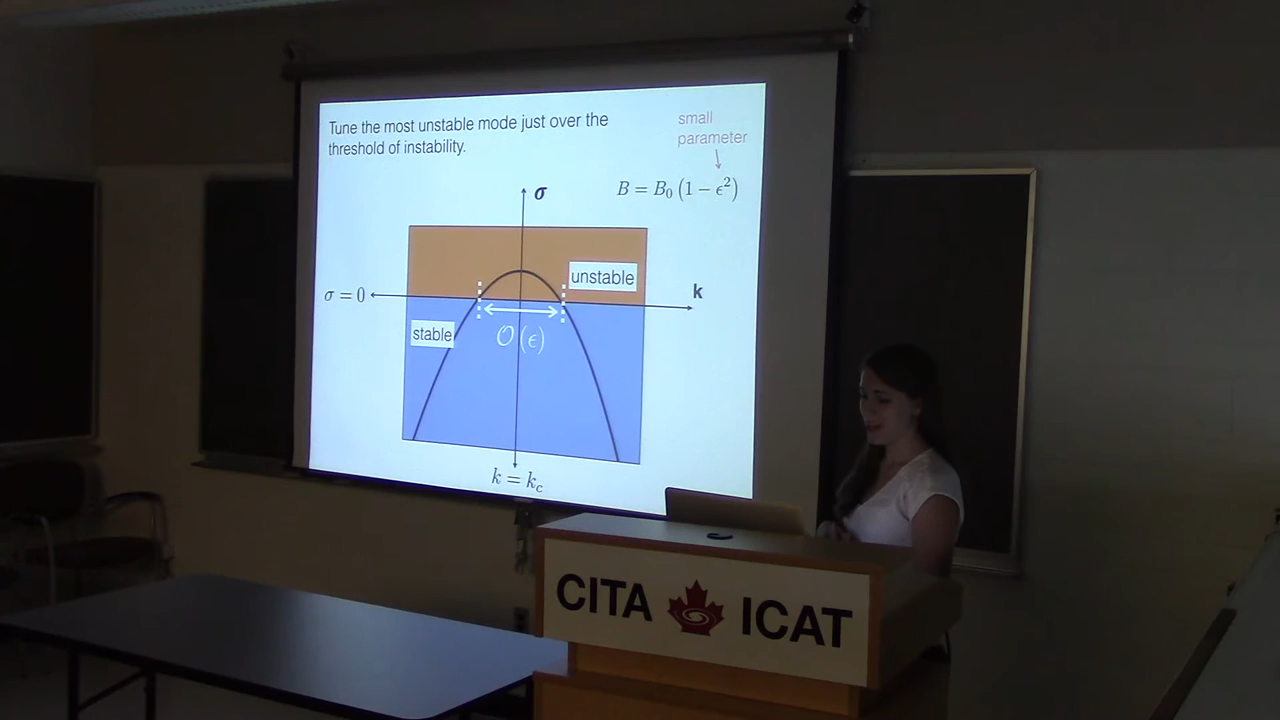 Tune the most unstable mode just over the
threshold of instability.
small
parameter
B = B₀ (1 − ϵ²)
σ
unstable
k
σ = 0
stable
𝒪 (ϵ)
k = k_c
CITA ICAT